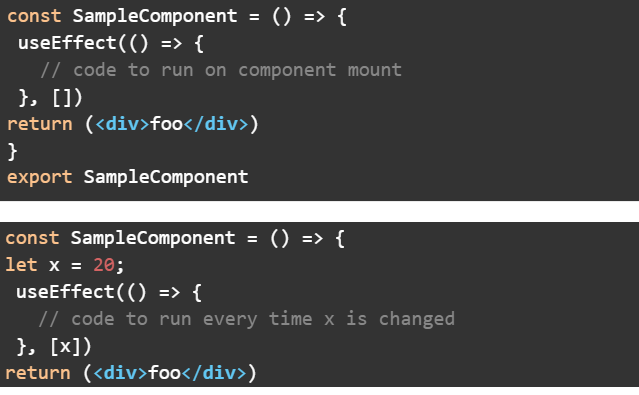 const SampleComponent = () => {
 useEffect(() => {
   // code to run on component mount
 }, [])
return (<div>foo</div>)
}
export SampleComponent
const SampleComponent = () => {
let x = 20;
 useEffect(() => {
   // code to run every time x is changed
 }, [x])
return (<div>foo</div>)